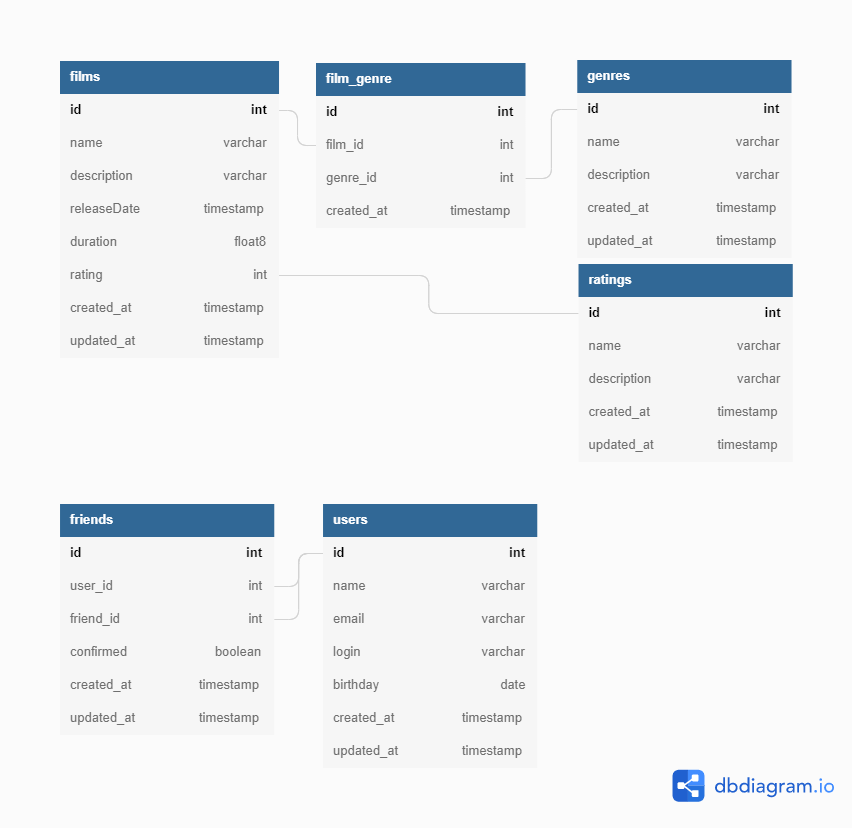 films
id int
name varchar
description varchar
releaseDate timestamp
duration float8
rating int
created_at timestamp
updated_at timestamp
film_genre
id int
film_id int
genre_id int
created_at timestamp
genres
id int
name varchar
description varchar
created_at timestamp
updated_at timestamp
ratings
id int
name varchar
description varchar
created_at timestamp
updated_at timestamp
friends
id int
user_id int
friend_id int
confirmed boolean
created_at timestamp
updated_at timestamp
users
id int
name varchar
email varchar
login varchar
birthday date
created_at timestamp
updated_at timestamp
dbdiagram.io